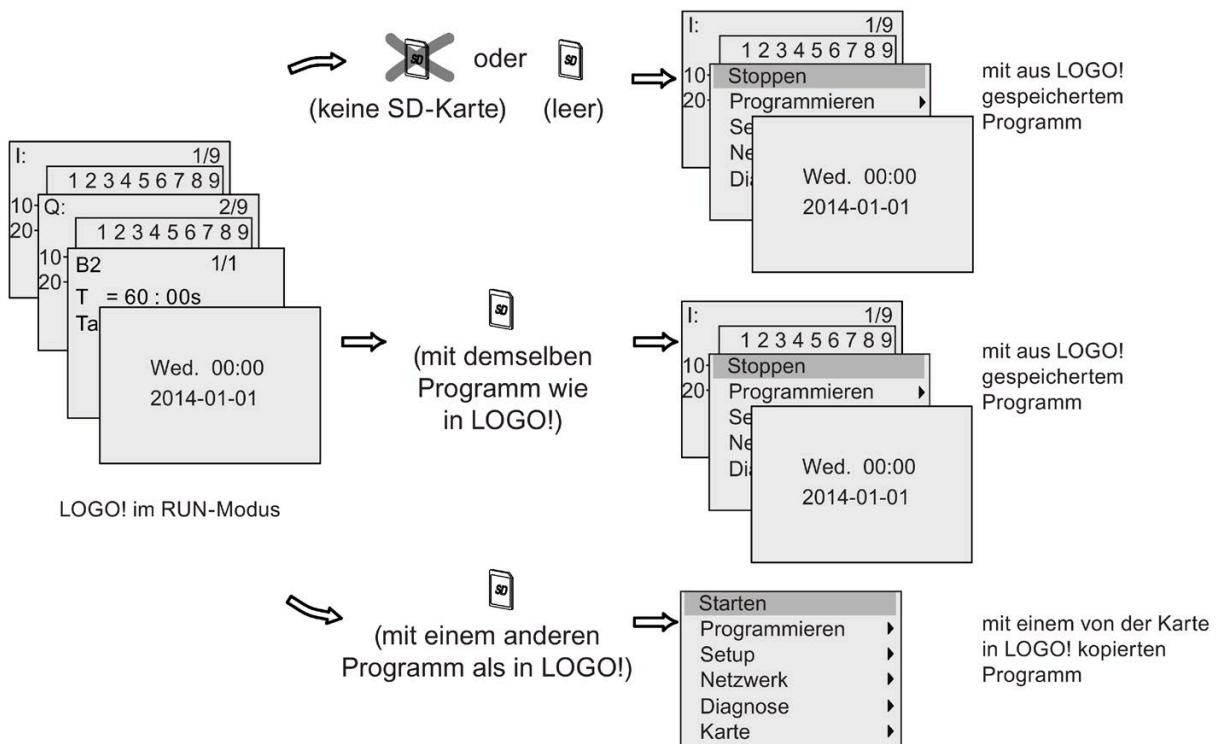 oder
SD
SD
(keine SD-Karte) (leer)
I: 1/9
1 2 3 4 5 6 7 8 9
10
20
Stoppen
Programmieren
Se
Ne
Di
Wed. 00:00
2014-01-01
mit aus LOGO!
gespeichertem
Programm
I: 1/9
1 2 3 4 5 6 7 8 9
10
20
Q: 2/9
1 2 3 4 5 6 7 8 9
10
20
B2 1/1
T = 60 : 00s
Ta
Wed. 00:00
2014-01-01
LOGO! im RUN-Modus
SD
(mit demselben
Programm wie
in LOGO!)
I: 1/9
1 2 3 4 5 6 7 8 9
10
20
Stoppen
Programmieren
Se
Ne
Di
Wed. 00:00
2014-01-01
mit aus LOGO!
gespeichertem
Programm
SD
(mit einem anderen
Programm als in LOGO!)
Starten
Programmieren
Setup
Netzwerk
Diagnose
Karte
mit einem von der Karte
in LOGO! kopierten
Programm